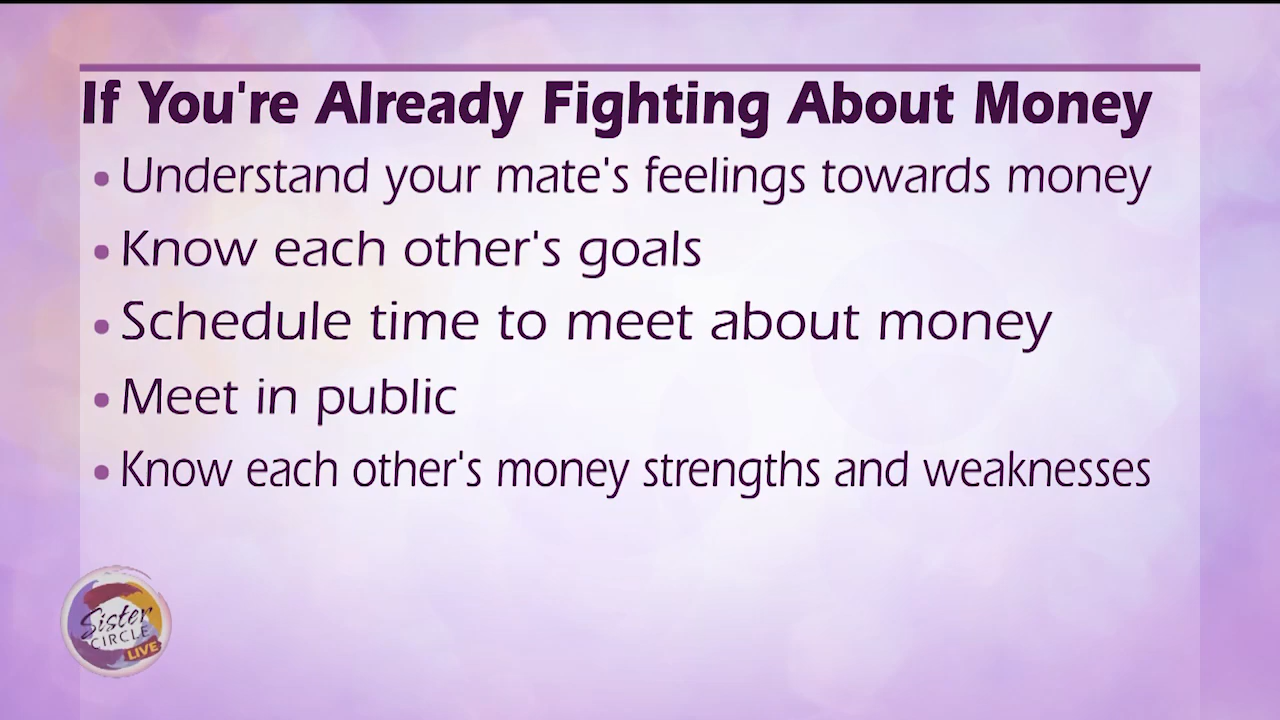 If You're Already Fighting About Money
• Understand your mate's feelings towards money
• Know each other's goals
• Schedule time to meet about money
• Meet in public
• Know each other's money strengths and weaknesses
Sister
CIRCLE
LIVE